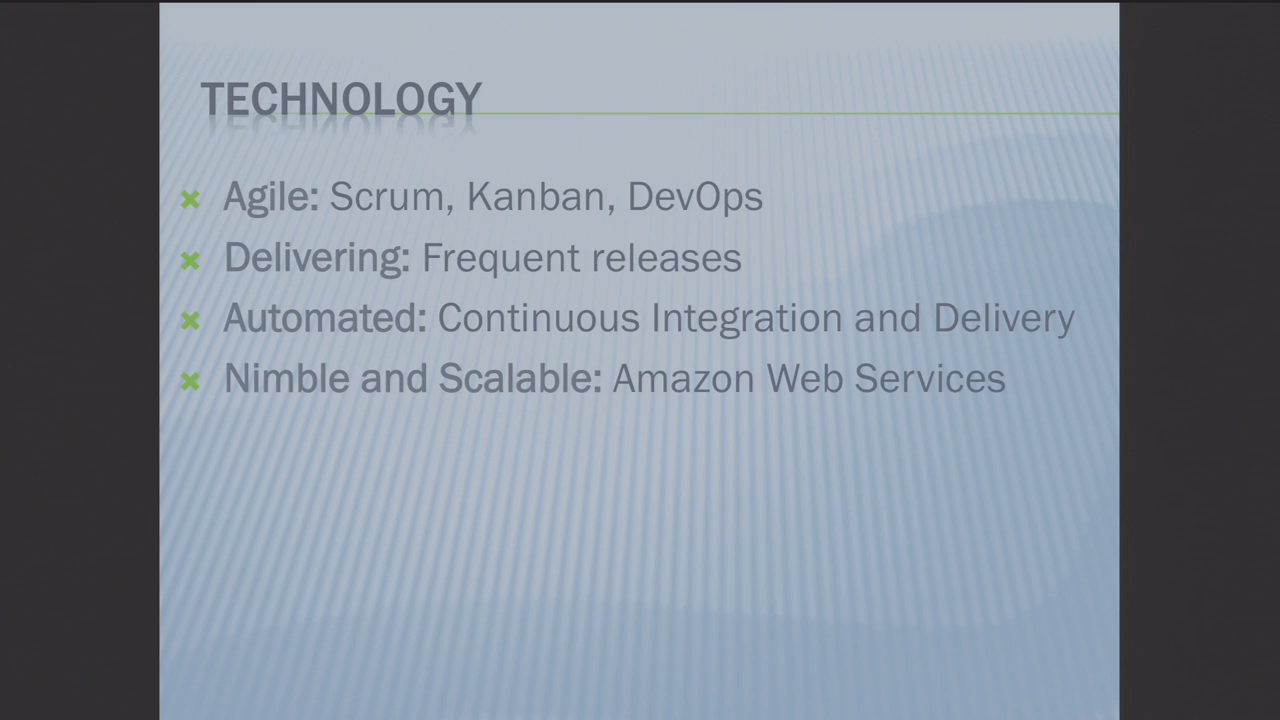 TECHNOLOGY
Agile: Scrum, Kanban, DevOps
Delivering: Frequent releases
Automated: Continuous Integration and Delivery
Nimble and Scalable: Amazon Web Services